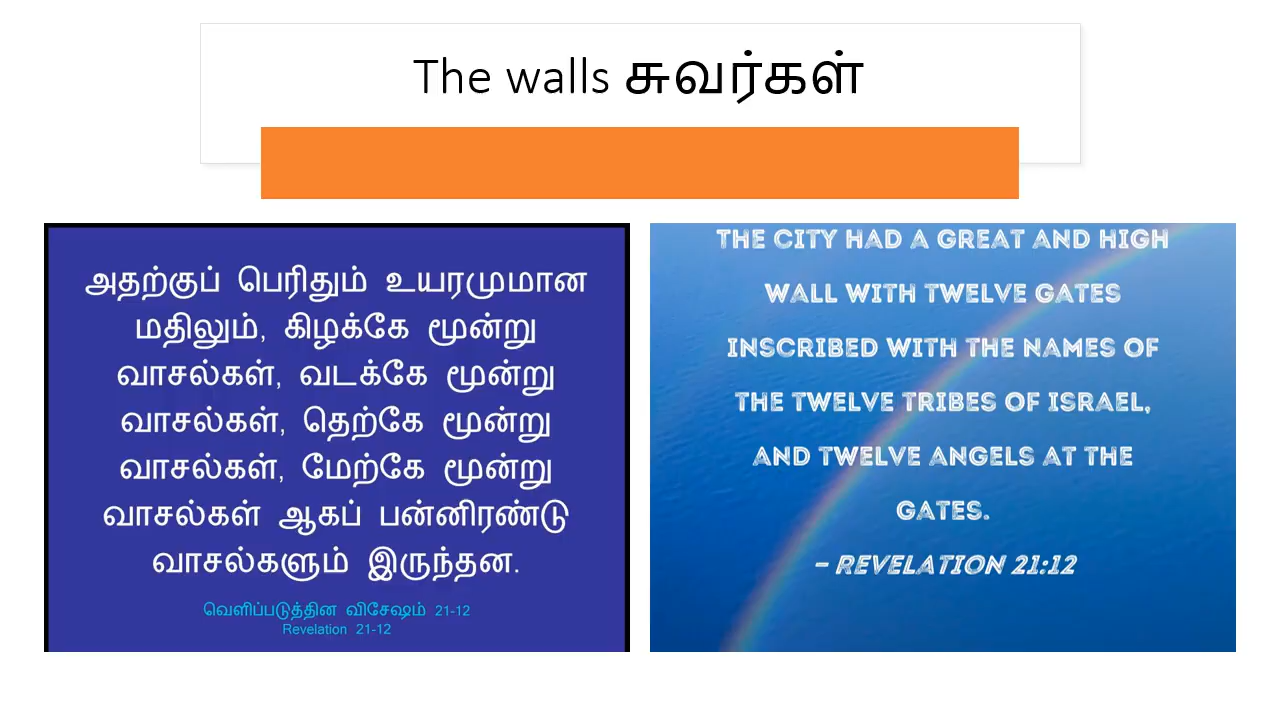 The walls சுவர்கள்
அதற்குப் பெரிதும் உயரமுமான
மதிலும், கிழக்கே மூன்று
வாசல்கள், வடக்கே மூன்று
வாசல்கள், தெற்கே மூன்று
வாசல்கள், மேற்கே மூன்று
வாசல்கள் ஆகப் பன்னிரண்டு
வாசல்களும் இருந்தன.
வெளிப்படுத்தின விசேஷம் 21-12
Revelation 21-12
THE CITY HAD A GREAT AND HIGH
WALL WITH TWELVE GATES
INSCRIBED WITH THE NAMES OF
THE TWELVE TRIBES OF ISRAEL,
AND TWELVE ANGELS AT THE
GATES.
– REVELATION 21:12